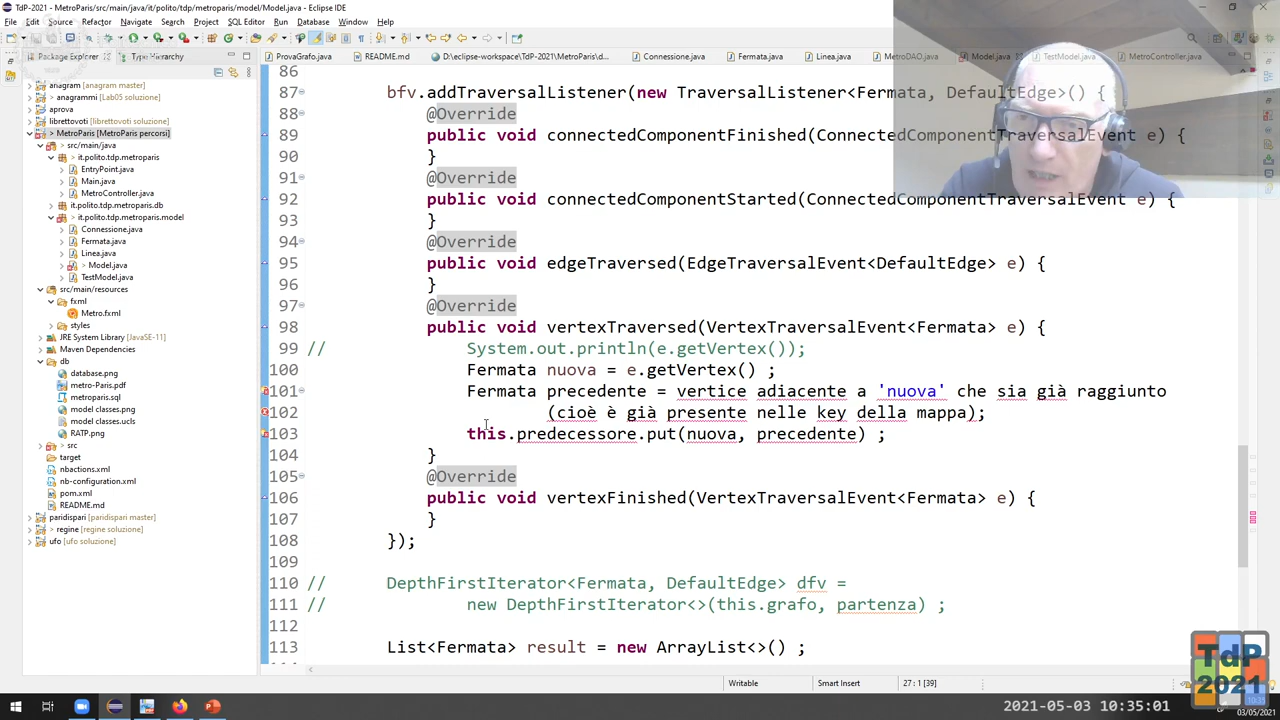 TdP-2021 - MetroParis/src/main/java/it/polito/tdp/metroparis/model/Model.java - Eclipse IDE
File Edit Source Refactor Navigate Search Project SQL Editor Run Database Window Help
Package Explorer Type Hierarchy
ProvaGrafo.java README.md D:\eclipse-workspace\TdP-2021\MetroParis\d... Connessione.java Fermata.java Linea.java MetroDAO.java Model.java TestModel.java MetroController.java
anagram [anagram master]
> anagrammi [Lab05 soluzione]
aprova
librettovoti [librettovoti soluzione]
> MetroParis [MetroParis percorsi]
> src/main/java
> it.polito.tdp.metroparis
EntryPoint.java
Main.java
MetroController.java
it.polito.tdp.metroparis.db
> it.polito.tdp.metroparis.model
Connessione.java
Fermata.java
Linea.java
> Model.java
TestModel.java
src/main/resources
fxml
Metro.fxml
styles
JRE System Library [JavaSE-11]
Maven Dependencies
db
database.png
metro-Paris.pdf
metroparis.sql
model classes.png
model classes.ucls
RATP.png
> src
target
nbactions.xml
nb-configuration.xml
pom.xml
README.md
paridispari [paridispari master]
> regine [regine soluzione]
ufo [ufo soluzione]
86
87 bfv.addTraversalListener(new TraversalListener<Fermata, DefaultEdge>() {
88 @Override
89 public void connectedComponentFinished(ConnectedComponentTraversalEvent e) {
90 }
91 @Override
92 public void connectedComponentStarted(ConnectedComponentTraversalEvent e) {
93 }
94 @Override
95 public void edgeTraversed(EdgeTraversalEvent<DefaultEdge> e) {
96 }
97 @Override
98 public void vertexTraversed(VertexTraversalEvent<Fermata> e) {
99 // System.out.println(e.getVertex());
100 Fermata nuova = e.getVertex() ;
101 Fermata precedente = vertice adiacente a 'nuova' che sia già raggiunto
102 (cioè è già presente nelle key della mappa);
103 this.predecessore.put(nuova, precedente) ;
104 }
105 @Override
106 public void vertexFinished(VertexTraversalEvent<Fermata> e) {
107 }
108 });
109
110 // DepthFirstIterator<Fermata, DefaultEdge> dfv =
111 // new DepthFirstIterator<>(this.grafo, partenza) ;
112
113 List<Fermata> result = new ArrayList<>() ;
Writable Smart Insert 27 : 1 [39]
TdP
2021
2021-05-03 10:35:01
03/05/2021